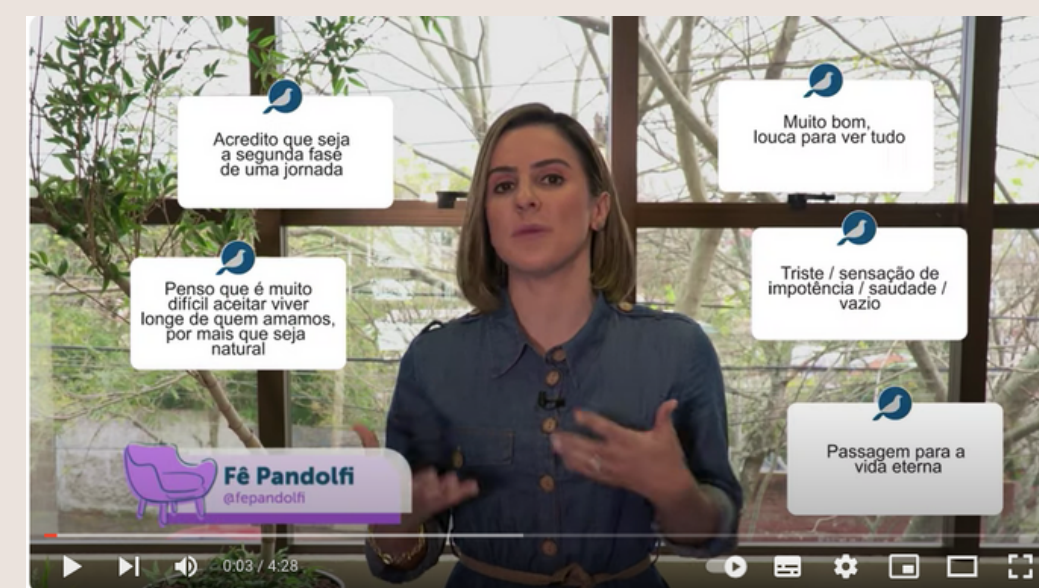 Acredito que seja
a segunda fase
de uma jornada
Muito bom,
louca para ver tudo
Penso que é muito
difícil aceitar viver
longe de quem amamos,
por mais que seja
natural
Triste / sensação de
impotência / saudade /
vazio
Passagem para a
vida eterna
Fê Pandolfi
@fepandolfi
0:03 / 4:28